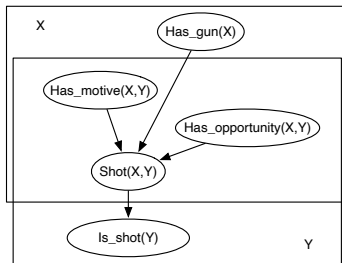 X
Has_gun(X)
Has_motive(X,Y)
Has_opportunity(X,Y)
Shot(X,Y)
Is_shot(Y)
Y